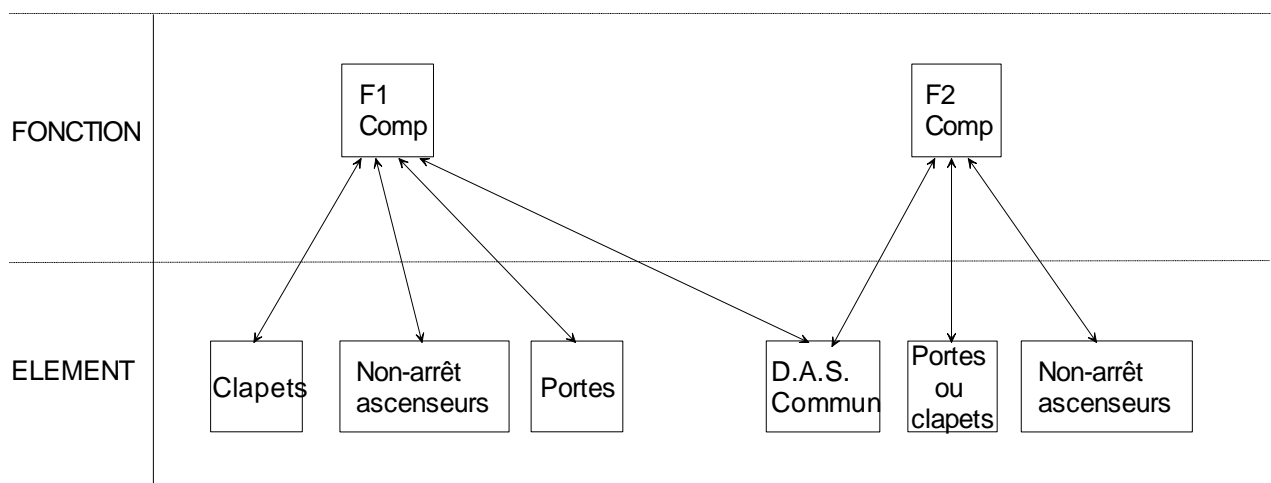 FONCTION
F1
Comp
F2
Comp
ELEMENT
Clapets
Non-arrêt
ascenseurs
Portes
D.A.S.
Commun
Portes
ou
clapets
Non-arrêt
ascenseurs